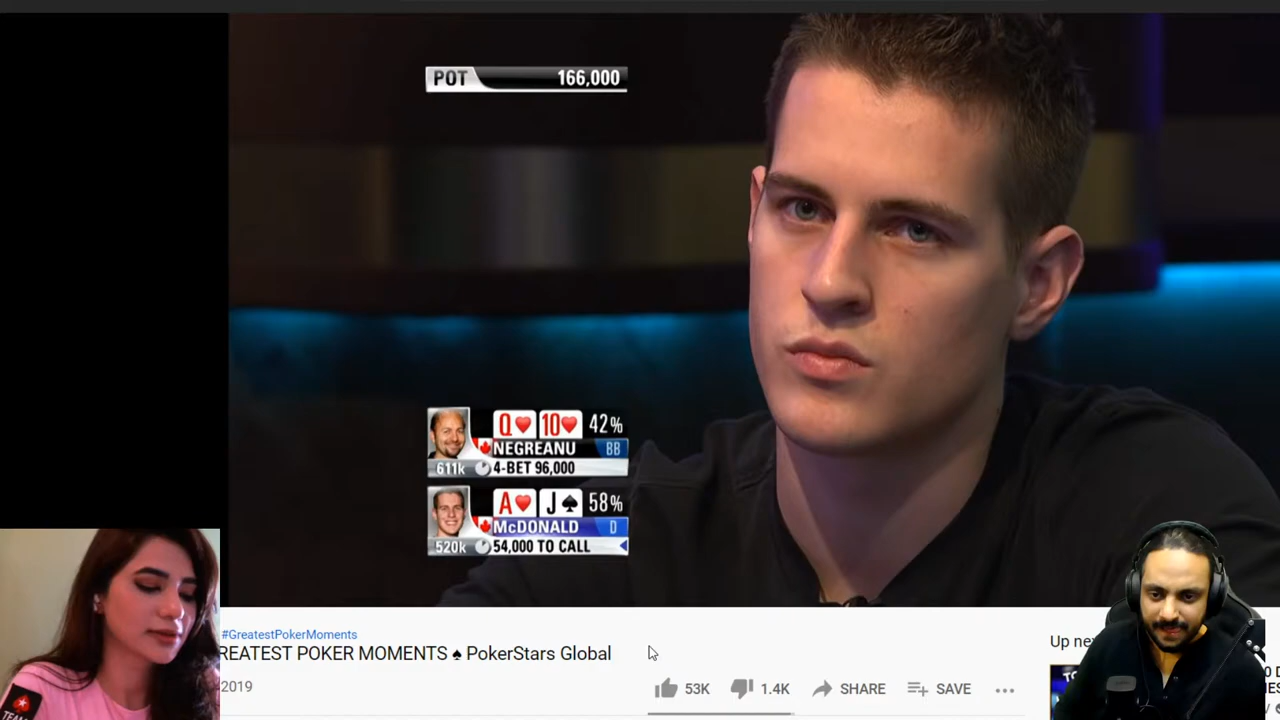 POT 166,000
Q♥ 10♥ 42%
NEGREANU BB
611k 4-BET 96,000
A♥ J♠ 58%
McDONALD D
520k 54,000 TO CALL
#GreatestPokerMoments
REATEST POKER MOMENTS ♠ PokerStars Global
2019
53K 1.4K SHARE SAVE ...
Up
TEAM